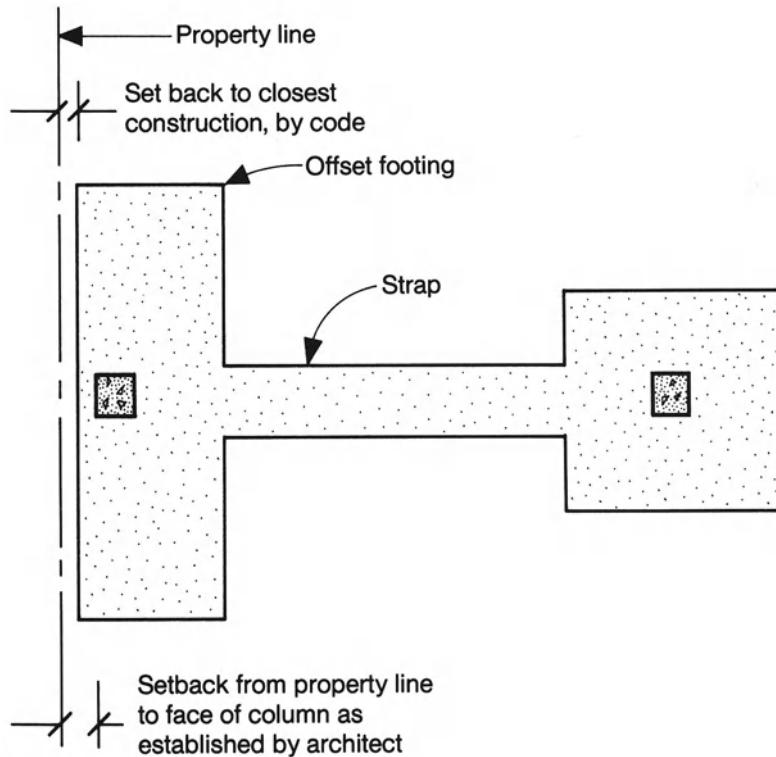 Property line
Set back to closest
construction, by code
Offset footing
Strap
Setback from property line
to face of column as
established by architect